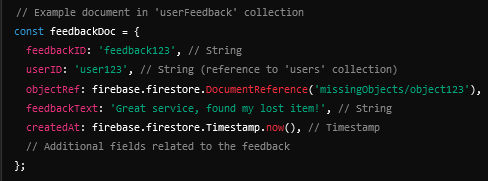 // Example document in 'userFeedback' collection
const feedbackDoc = {
  feedbackID: 'feedback123', // String
  userID: 'user123', // String (reference to 'users' collection)
  objectRef: firebase.firestore.DocumentReference('missingObjects/object123'),
  feedbackText: 'Great service, found my lost item!', // String
  createdAt: firebase.firestore.Timestamp.now(), // Timestamp
  // Additional fields related to the feedback
};